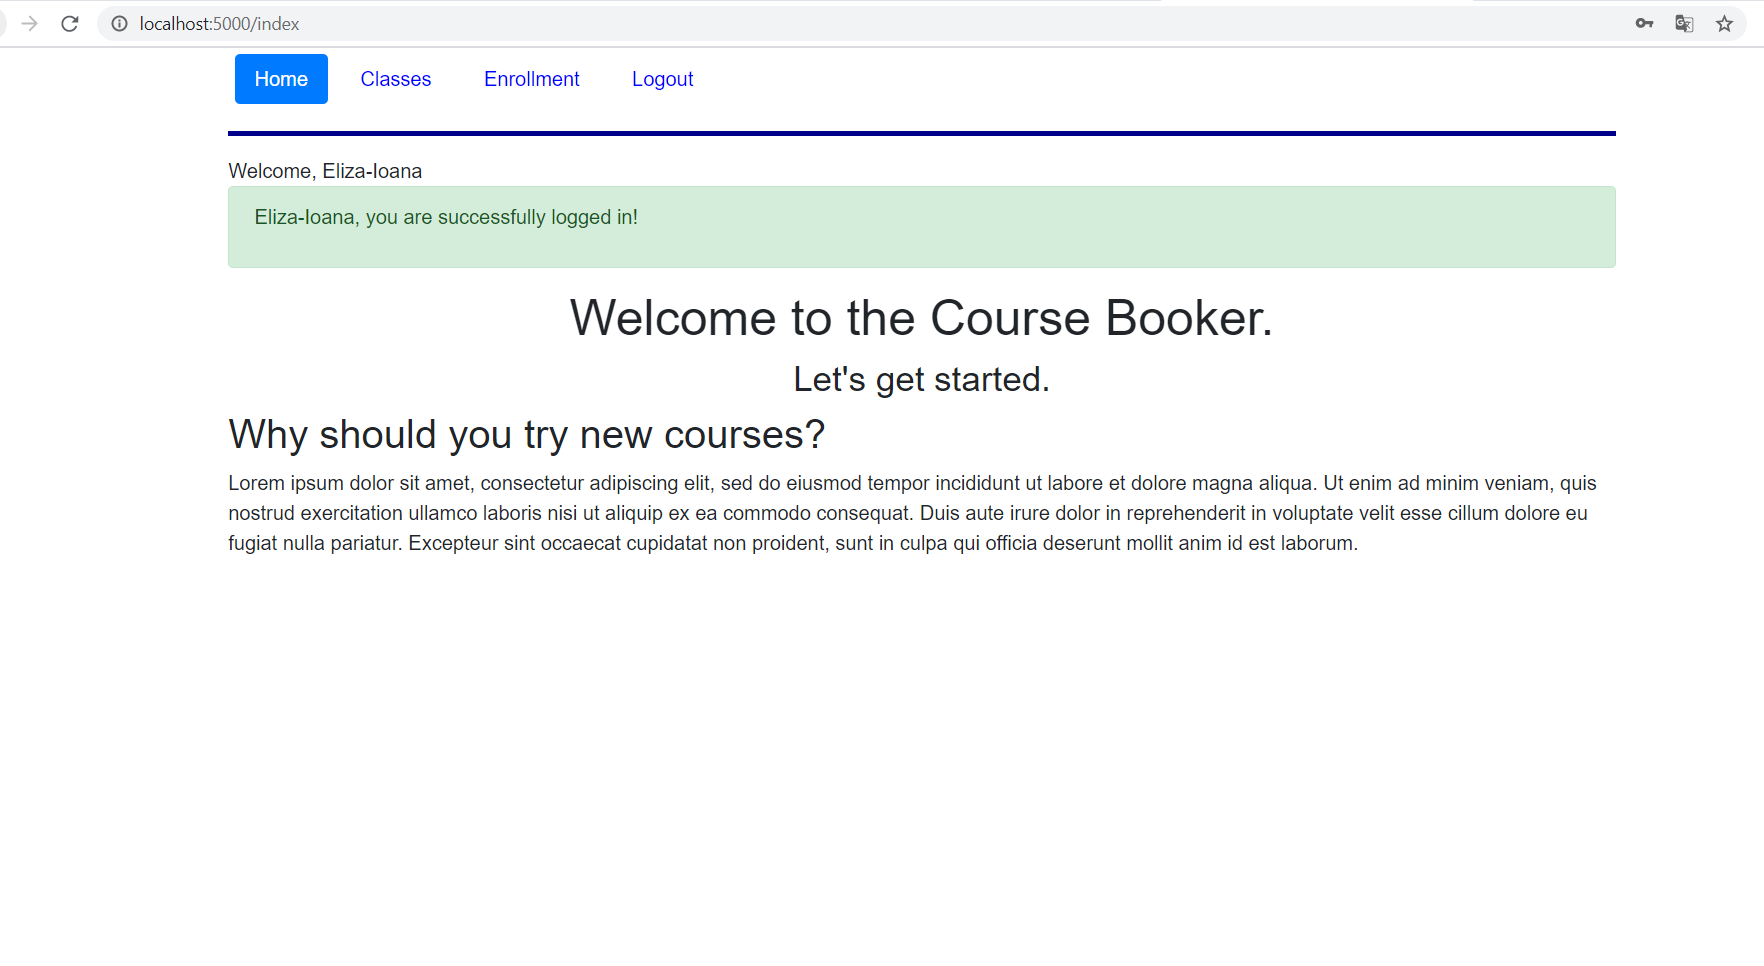 localhost:5000/index
Home Classes Enrollment Logout
Welcome, Eliza-Ioana
Eliza-Ioana, you are successfully logged in!
Welcome to the Course Booker.
Let's get started.
Why should you try new courses?
Lorem ipsum dolor sit amet, consectetur adipiscing elit, sed do eiusmod tempor incididunt ut labore et dolore magna aliqua. Ut enim ad minim veniam, quis
nostrud exercitation ullamco laboris nisi ut aliquip ex ea commodo consequat. Duis aute irure dolor in reprehenderit in voluptate velit esse cillum dolore eu
fugiat nulla pariatur. Excepteur sint occaecat cupidatat non proident, sunt in culpa qui officia deserunt mollit anim id est laborum.